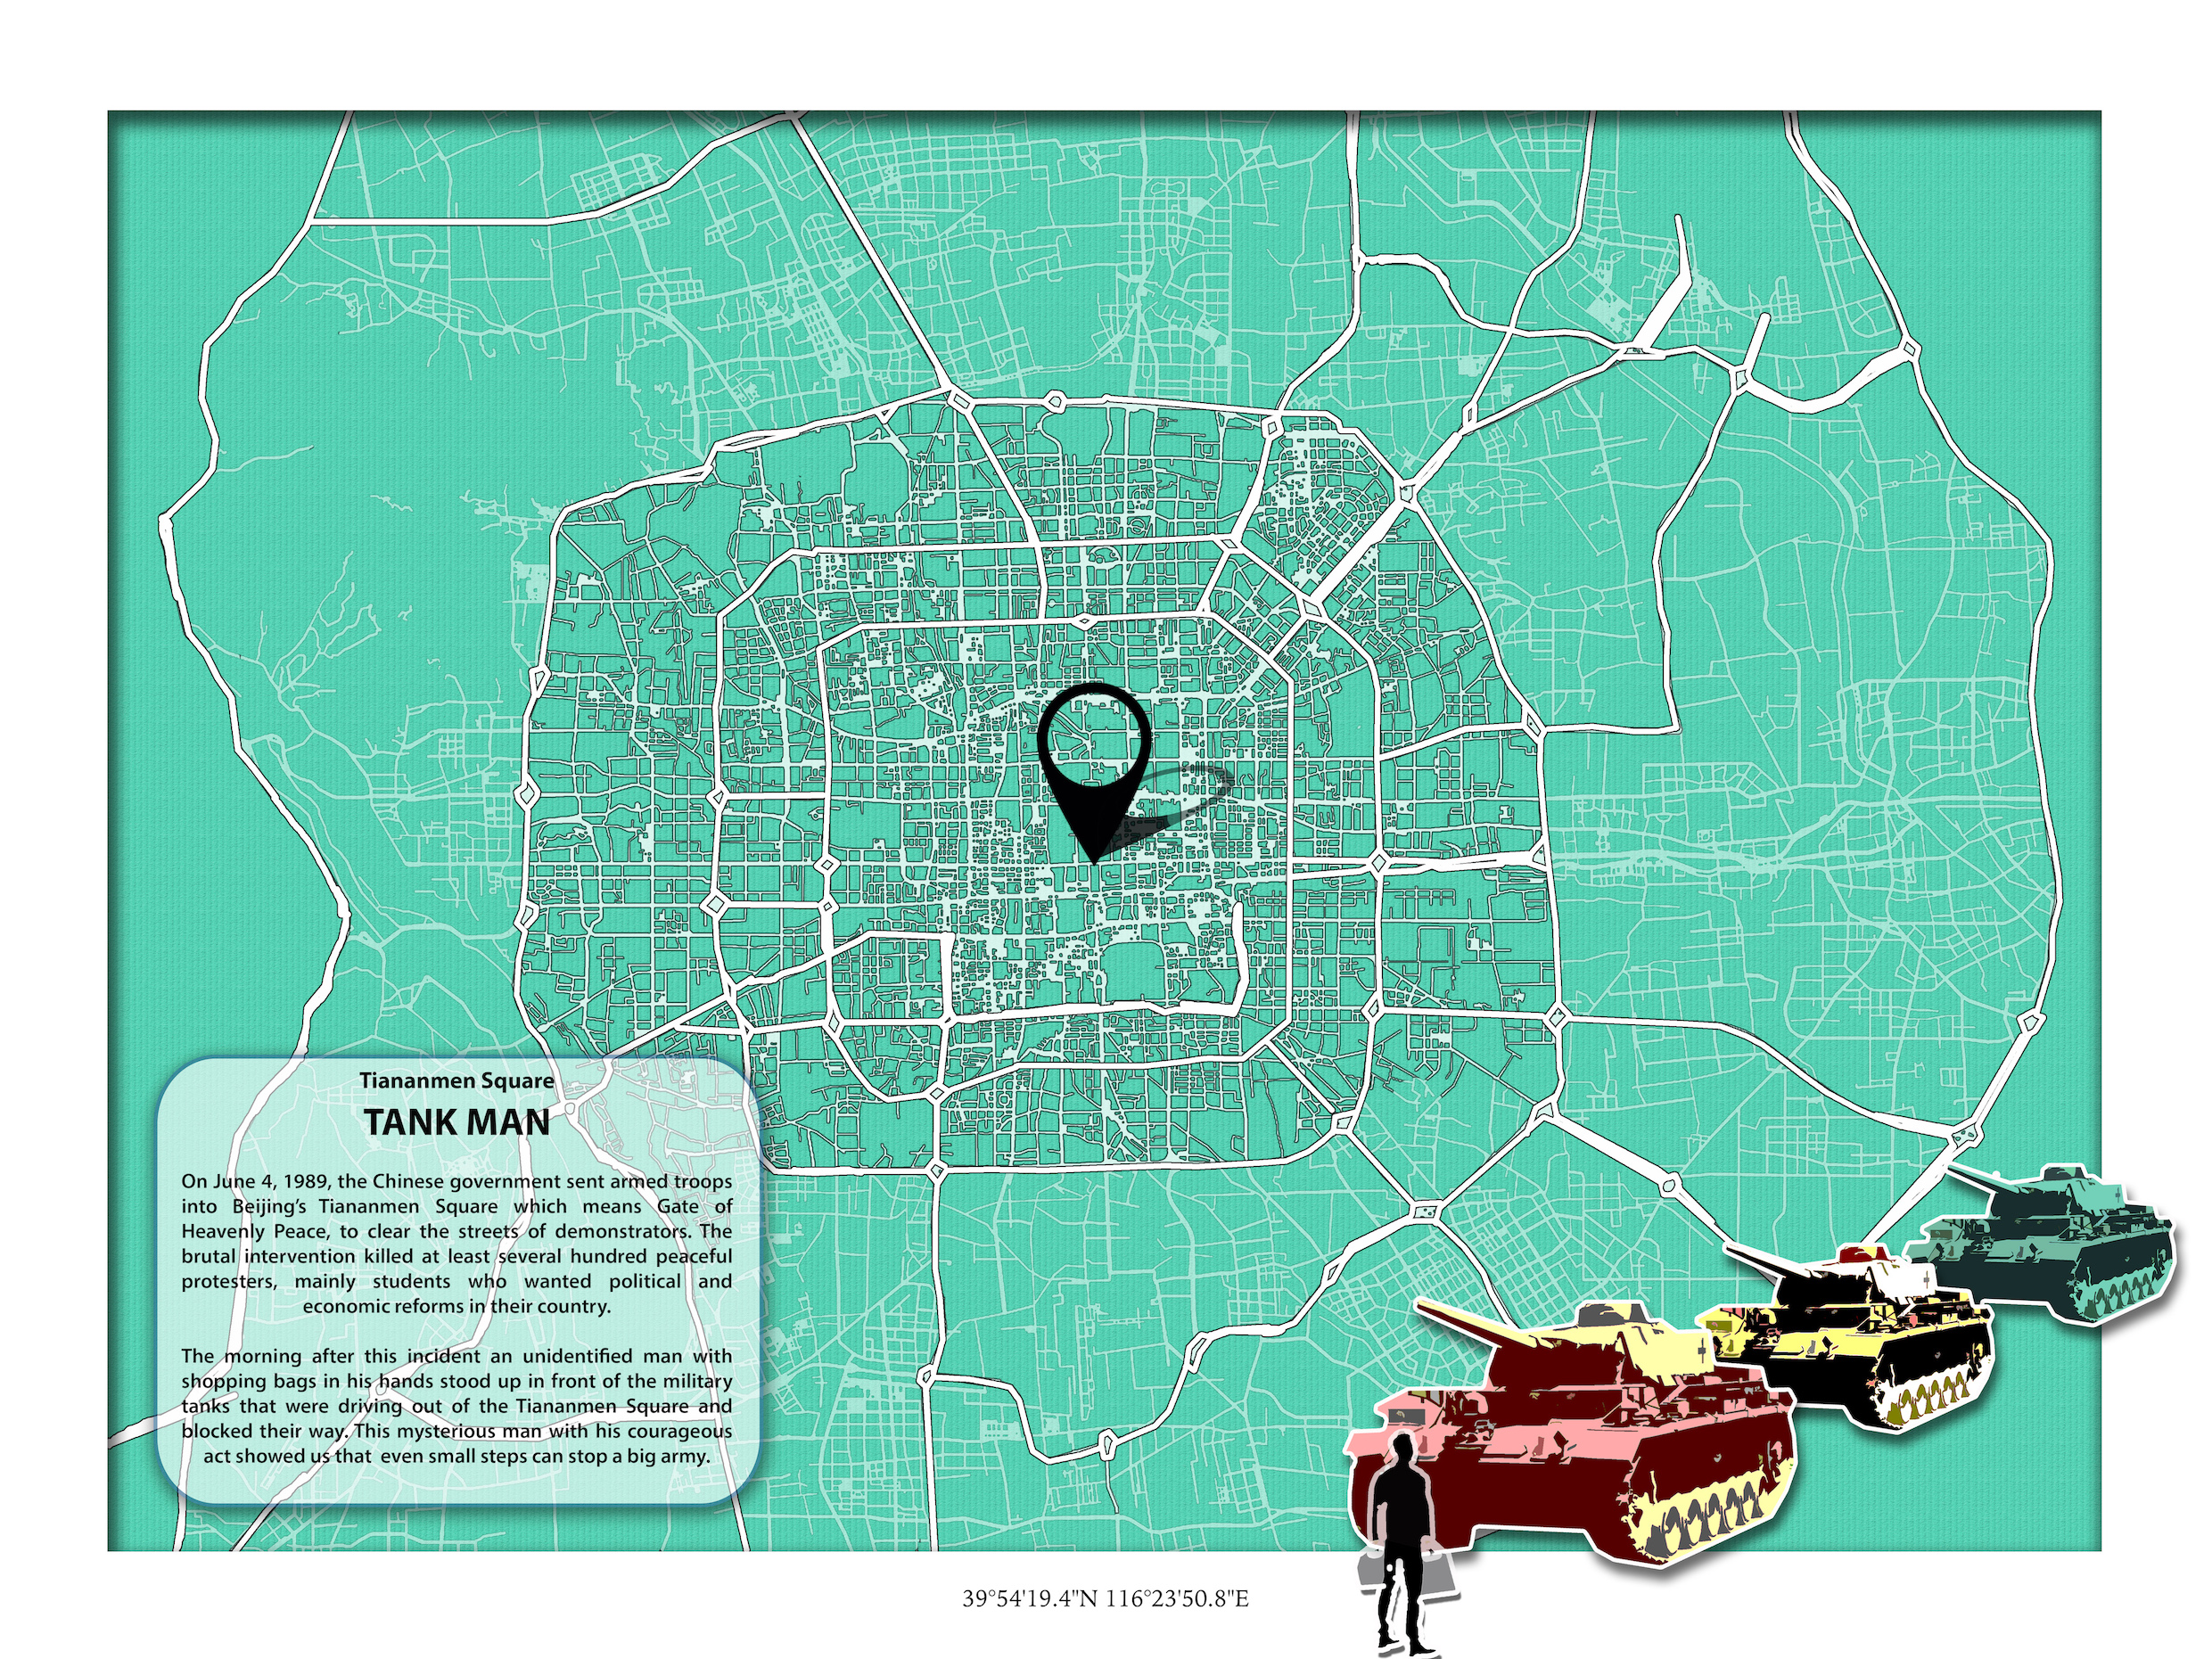 Tiananmen Square
TANK MAN
On June 4, 1989, the Chinese government sent armed troops
into Beijing's Tiananmen Square which means Gate of
Heavenly Peace, to clear the streets of demonstrators. The
brutal intervention killed at least several hundred peaceful
protesters, mainly students who wanted political and
economic reforms in their country.
The morning after this incident an unidentified man with
shopping bags in his hands stood up in front of the military
tanks that were driving out of the Tiananmen Square and
blocked their way. This mysterious man with his courageous
act showed us that even small steps can stop a big army.
39°54'19.4"N 116°23'50.8"E